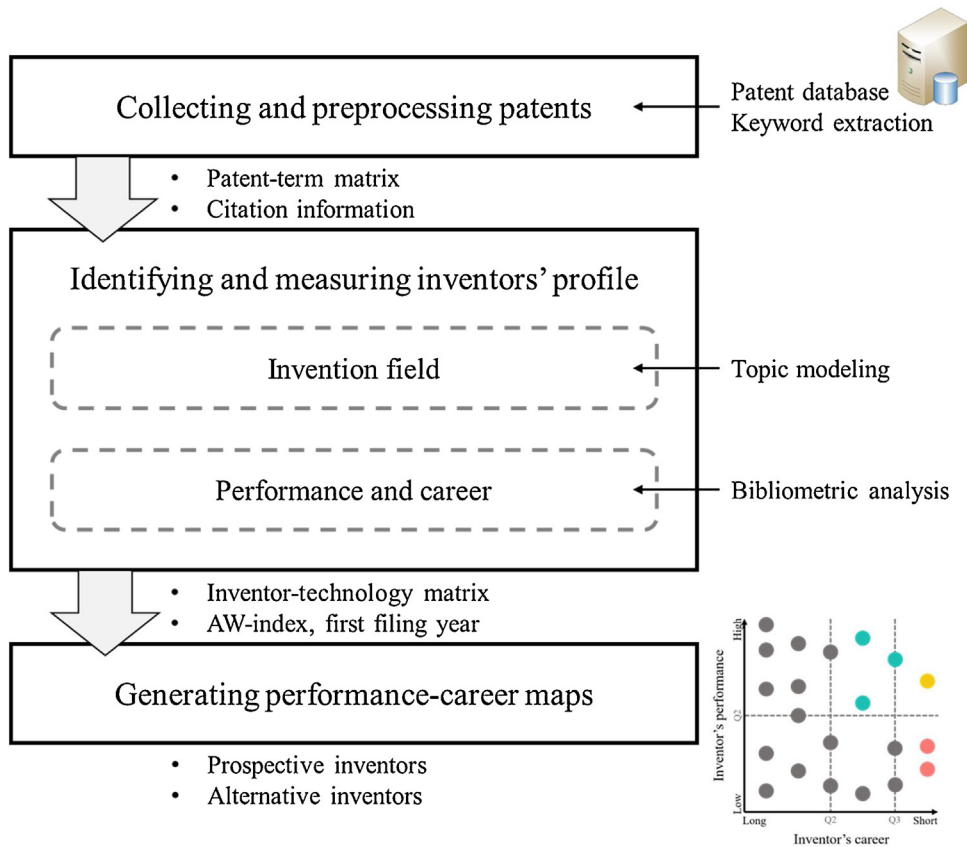 Collecting and preprocessing patents
Patent database
Keyword extraction
• Patent-term matrix
• Citation information
Identifying and measuring inventors' profile
Invention field
Topic modeling
Performance and career
Bibliometric analysis
• Inventor-technology matrix
• AW-index, first filing year
Generating performance-career maps
• Prospective inventors
• Alternative inventors
High
Inventor's performance
Q2
Low
Long
Q2
Q3
Short
Inventor's career